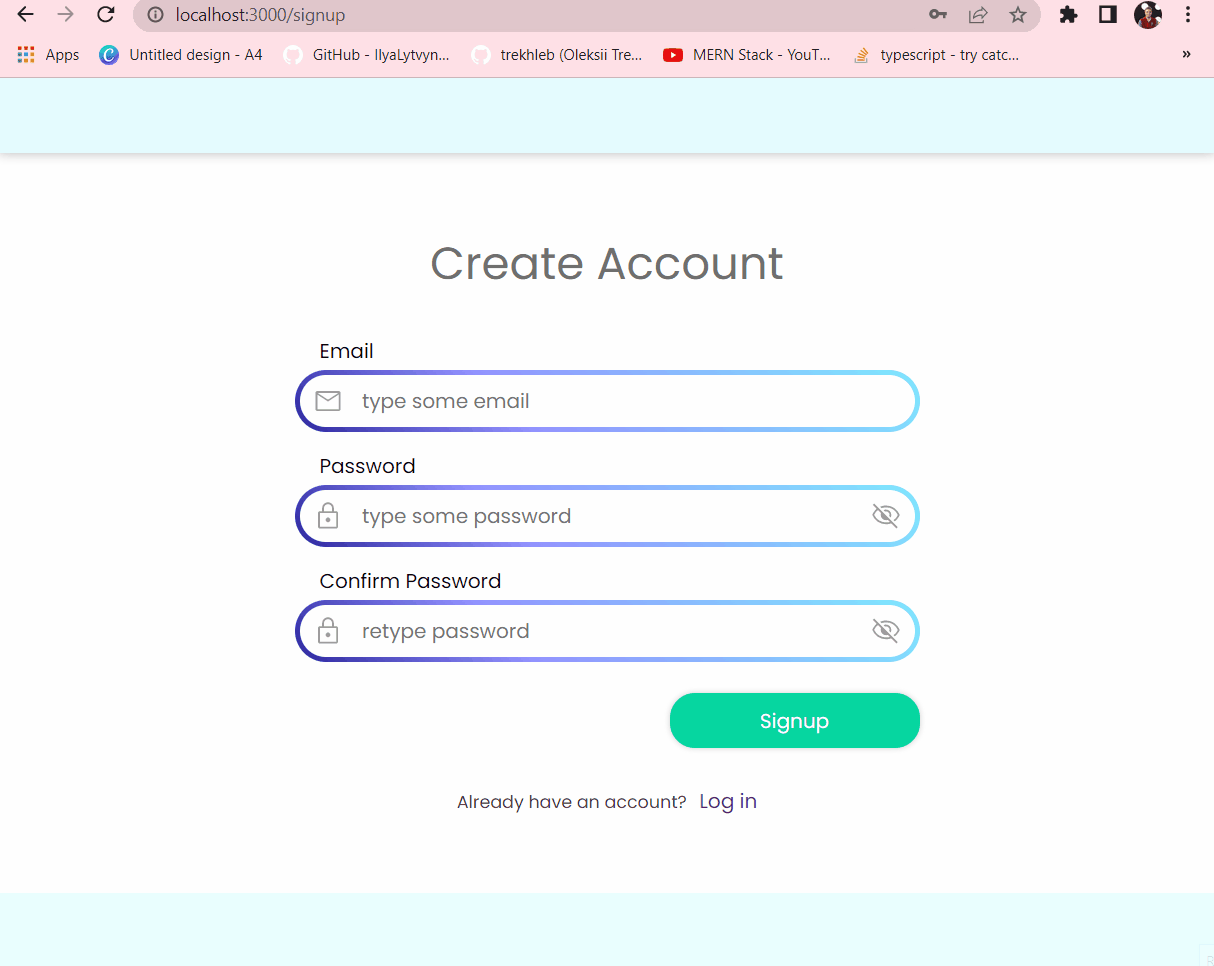 localhost:3000/signup
Apps Untitled design - A4 GitHub - IlyaLytvyn... trekhleb (Oleksii Tre... MERN Stack - YouT... typescript - try catc... »
Create Account
Email
type some email
Password
type some password
Confirm Password
retype password
Signup
Already have an account? Log in